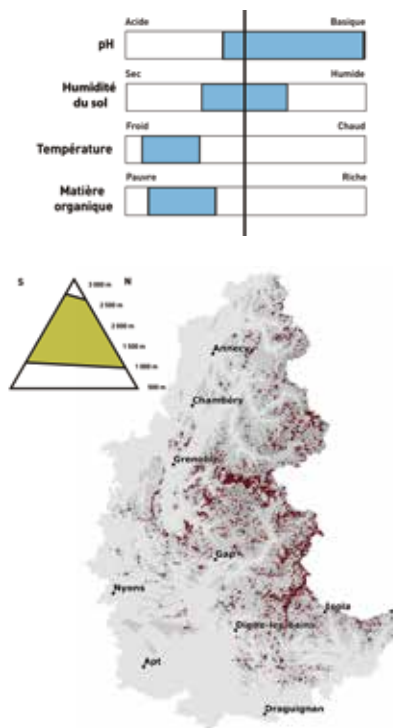 Acide Basique
pH
Sec Humide
Humidité
du sol
Froid Chaud
Température
Pauvre Riche
Matière
organique
S N
3 000 m
2 500 m
2 000 m
1 500 m
1 000 m
500 m
Annecy
Chambéry
Grenoble
Gap
Nyons
Isola
Digne-les-bains
Apt
Draguignan